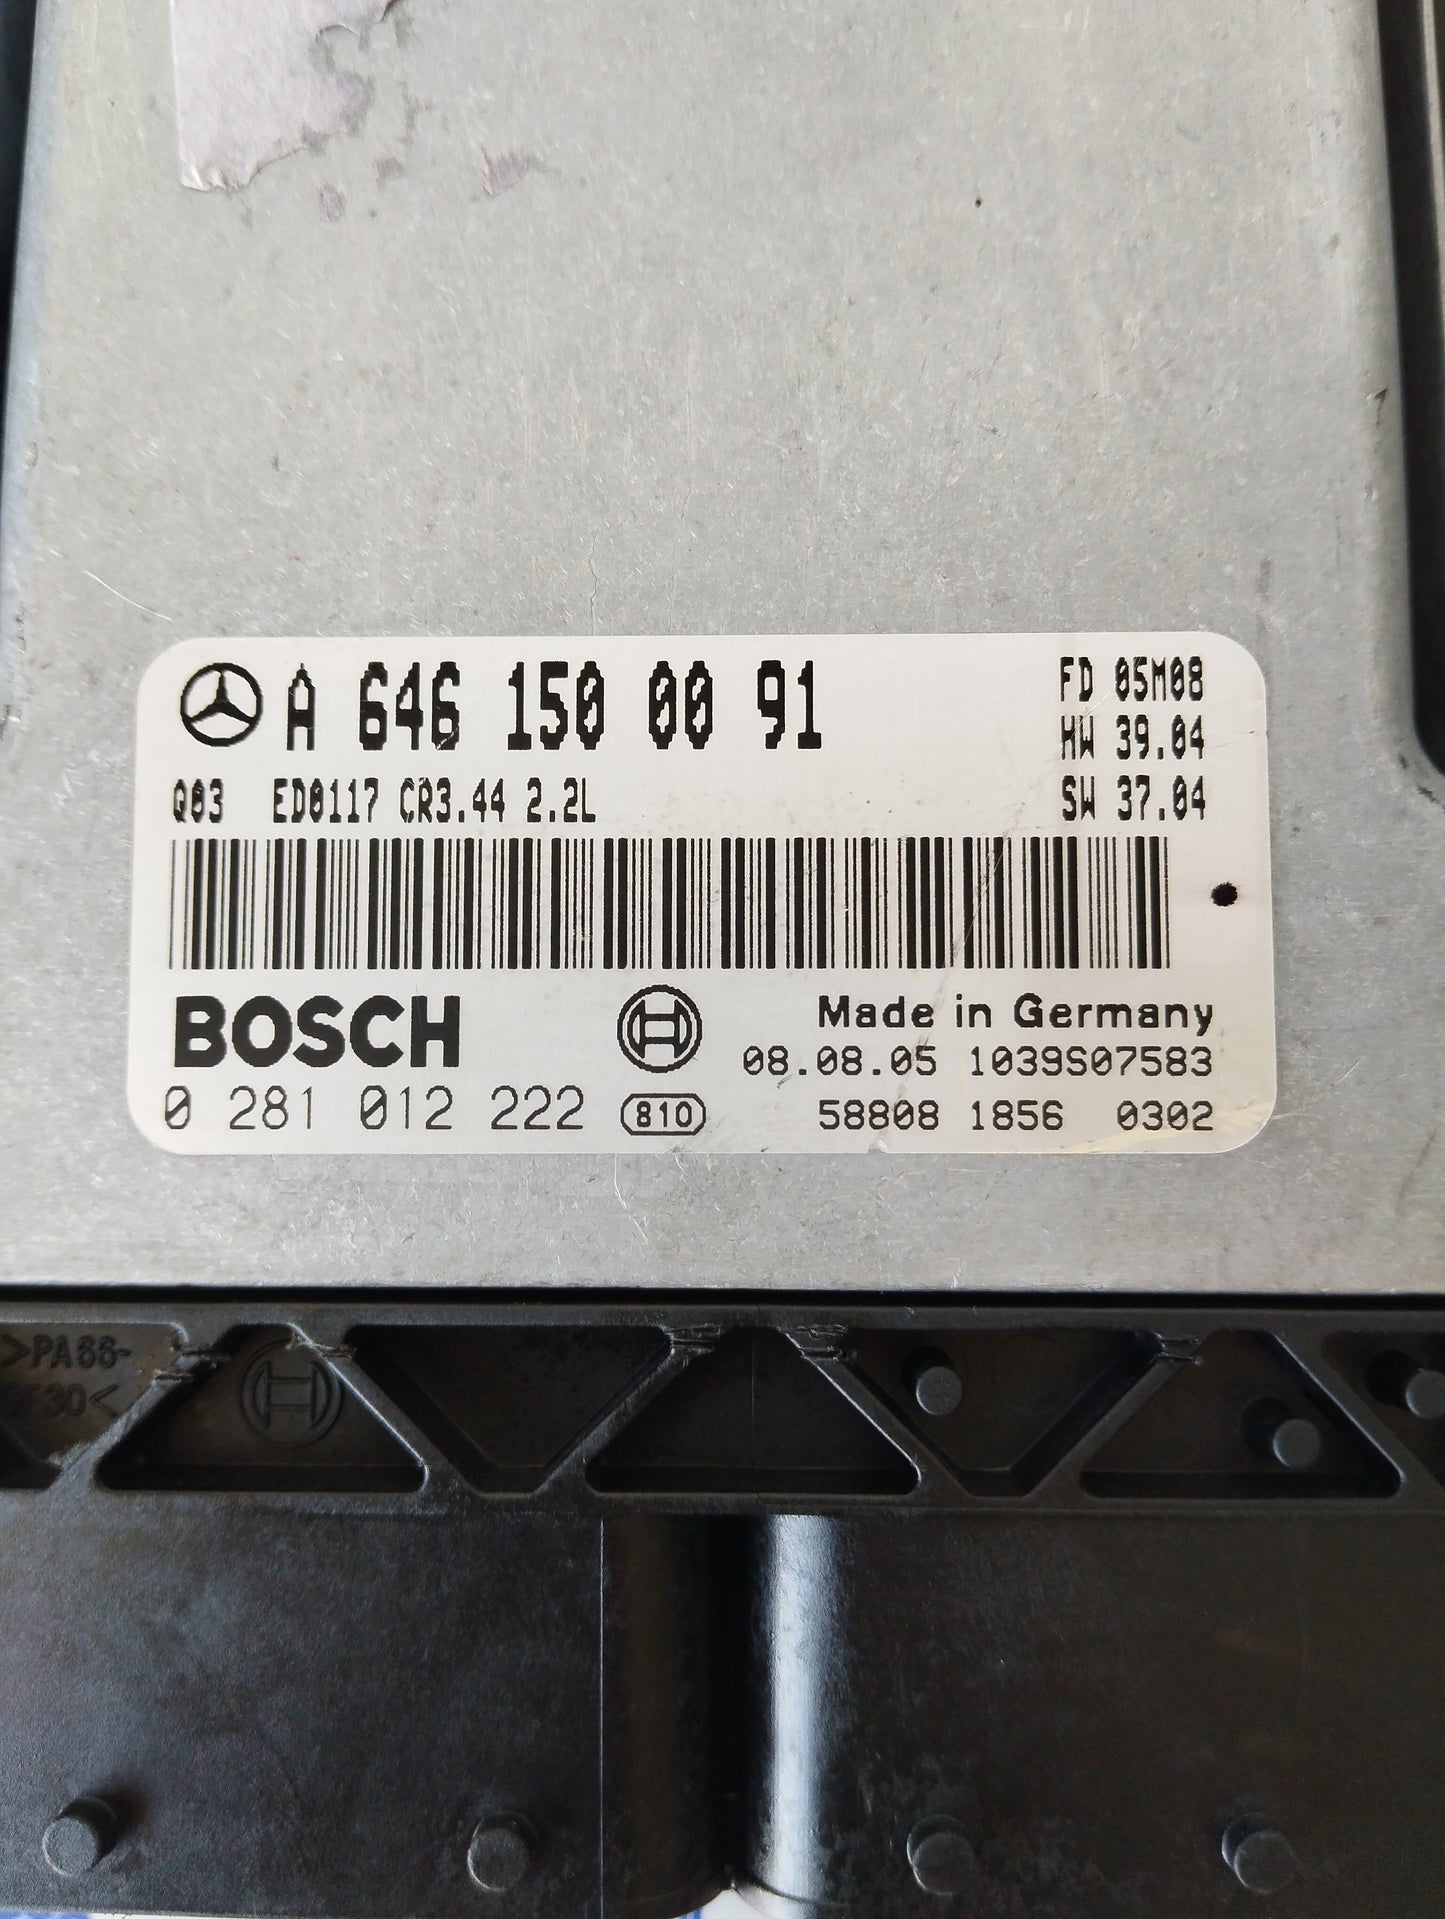 A 646 150 00 91
FD 05M08
HW 39.04
Q03 ED0117 CR3.44 2.2L
SW 37.04
BOSCH
Made in Germany
08.08.05 1039S07583
0 281 012 222
810
58808 1856 0302
>PA66-
F30<